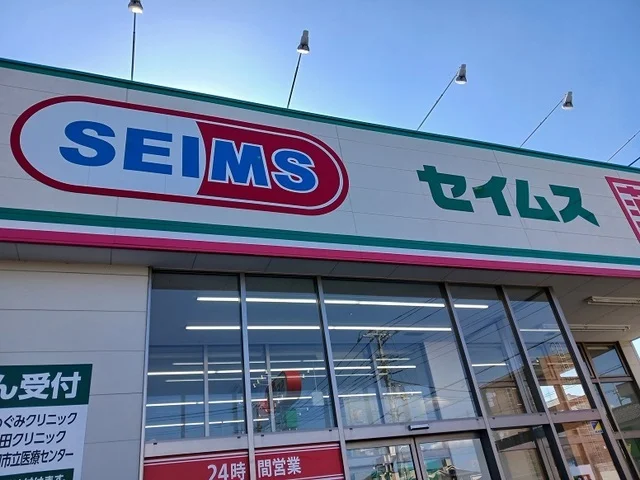 SEIMS
セイムス
ん受付
ぐみクリニック
田クリニック
市立医療センター
24時間営業